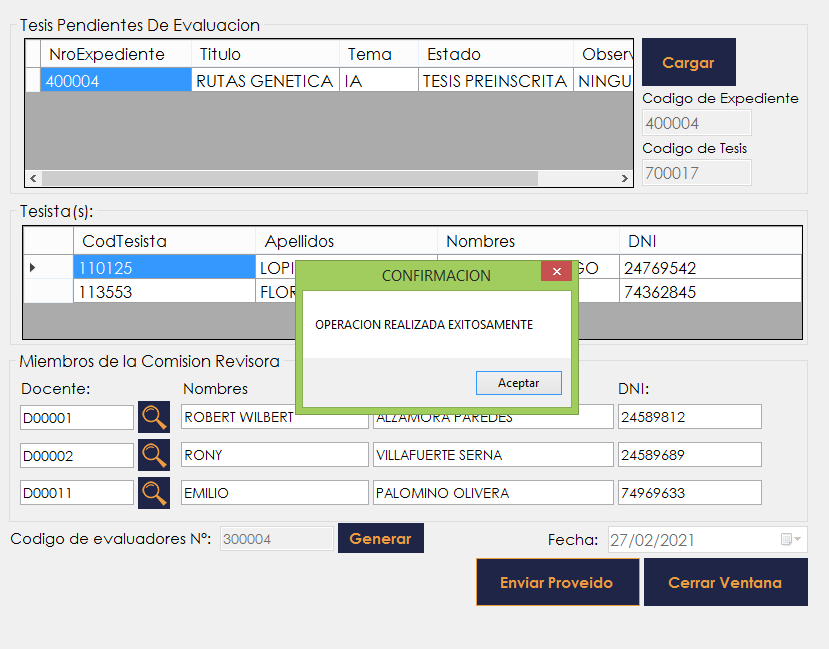 Tesis Pendientes De Evaluacion
NroExpediente Titulo Tema Estado Observ
400004 RUTAS GENETICA IA TESIS PREINSCRITA NINGU
Cargar
Codigo de Expediente
400004
Codigo de Tesis
700017
Tesista(s):
CodTesista Apellidos Nombres DNI
110125 LOPI GO 24769542
113553 FLOR 74362845
CONFIRMACION
OPERACION REALIZADA EXITOSAMENTE
Aceptar
Miembros de la Comision Revisora
Docente: Nombres DNI:
D00001 ROBERT WILBERT ALZAMORA PAREDES 24589812
D00002 RONY VILLAFUERTE SERNA 24589689
D00011 EMILIO PALOMINO OLIVERA 74969633
Codigo de evaluadores Nº: 300004 Generar Fecha: 27/02/2021
Enviar Proveido Cerrar Ventana